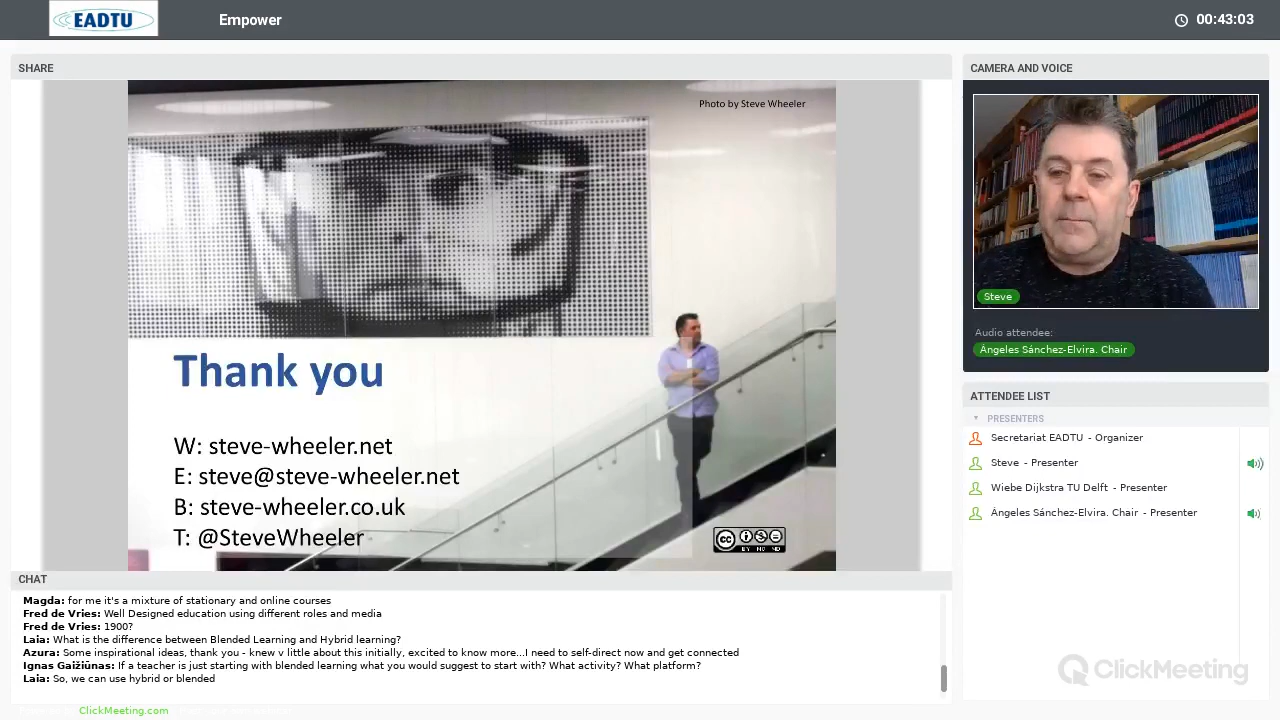 EADTU
Empower
00:43:03
SHARE
Photo by Steve Wheeler
Thank you
W: steve-wheeler.net
E: steve@steve-wheeler.net
B: steve-wheeler.co.uk
T: @SteveWheeler
CC BY NC ND
CHAT
Magda: for me it's a mixture of stationary and online courses
Fred de Vries: Well Designed education using different roles and media
Fred de Vries: 1900?
Laia: What is the difference between Blended Learning and Hybrid learning?
Azura: Some inspirational ideas, thank you - knew v little about this initially, excited to know more...I need to self-direct now and get connected
Ignas Gaižiūnas: If a teacher is just starting with blended learning what you would suggest to start with? What activity? What platform?
Laia: So, we can use hybrid or blended
ClickMeeting.com
CAMERA AND VOICE
Steve
Audio attendee:
Ángeles Sánchez-Elvira. Chair
ATTENDEE LIST
PRESENTERS
Secretariat EADTU - Organizer
Steve - Presenter
Wiebe Dijkstra TU Delft - Presenter
Ángeles Sánchez-Elvira. Chair - Presenter
ClickMeeting